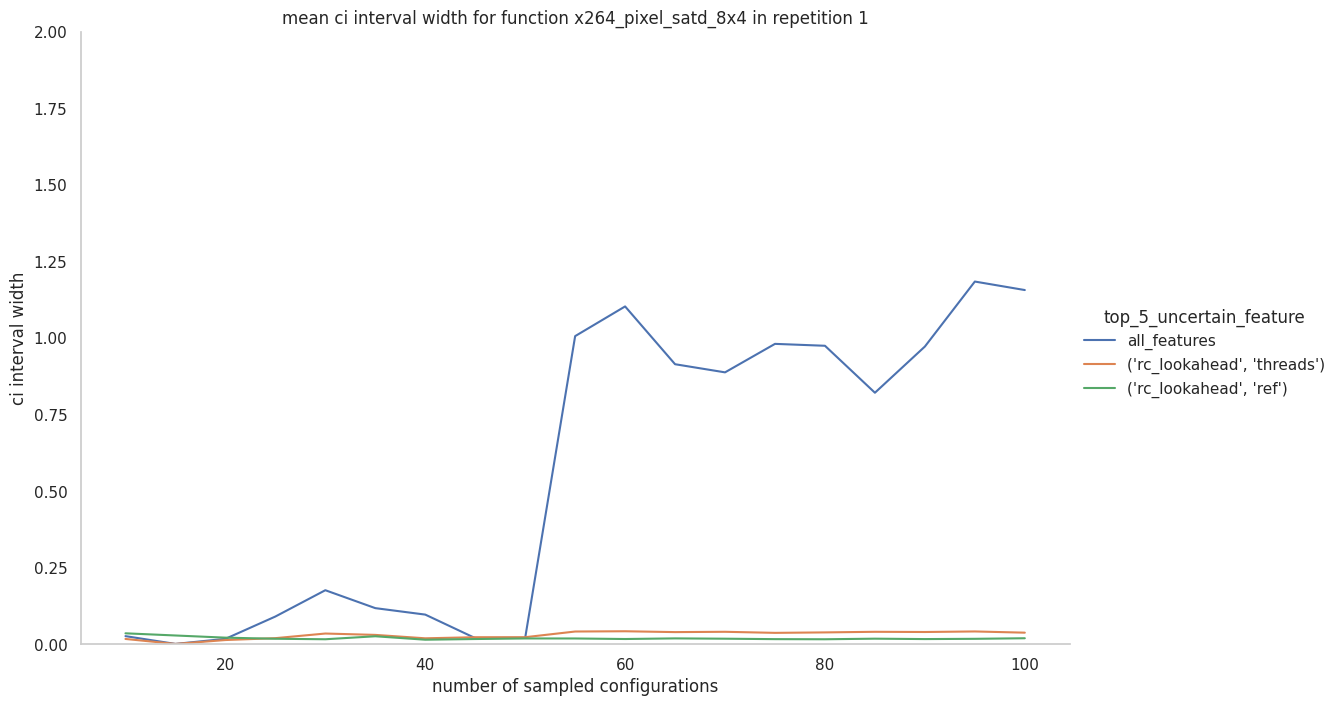 mean ci interval width for function x264_pixel_satd_8x4 in repetition 1
2.00
1.75
1.50
1.25
1.00
0.75
0.50
0.25
0.00
ci interval width
20
40
60
80
100
number of sampled configurations
top_5_uncertain_feature
all_features
('rc_lookahead', 'threads')
('rc_lookahead', 'ref')